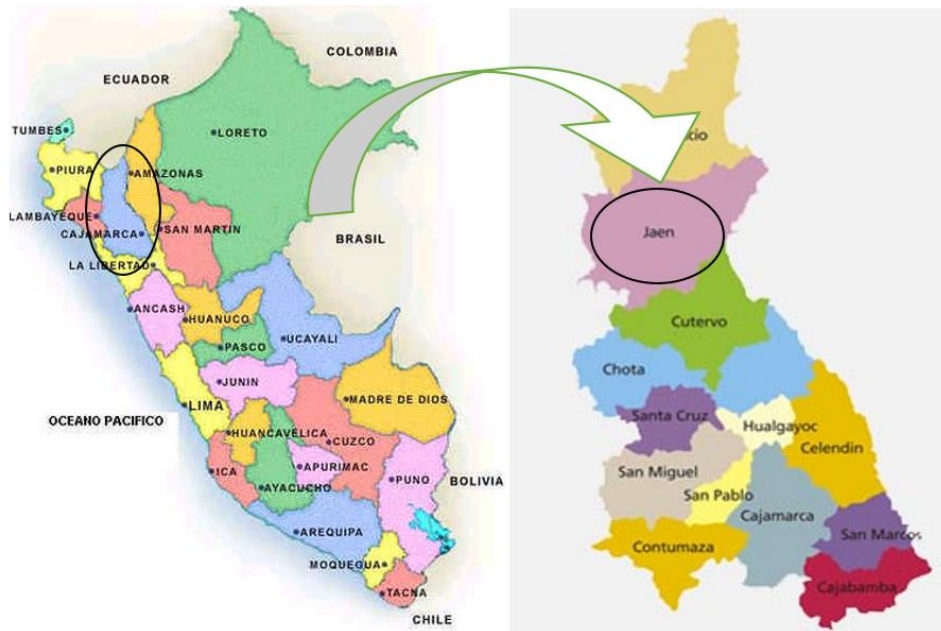 COLOMBIA
ECUADOR
TUMBES
LORETO
PIURA
AMAZONAS
LAMBAYEQUE
SAN MARTIN
CAJAMARCA
BRASIL
LA LIBERTAD
ANCASH
HUANUCO
UCAYALI
PASCO
JUNIN
MADRE DE DIOS
LIMA
OCEANO PACIFICO
HUANCAVELICA
CUZCO
APURIMAC
ICA
PUNO
BOLIVIA
AYACUCHO
AREQUIPA
MOQUEGUA
TACNA
CHILE
cio
Jaen
Cutervo
Chota
Santa Cruz
Hualgayoc
Celendin
San Miguel
San Pablo
Cajamarca
San Marcos
Contumaza
Cajabamba